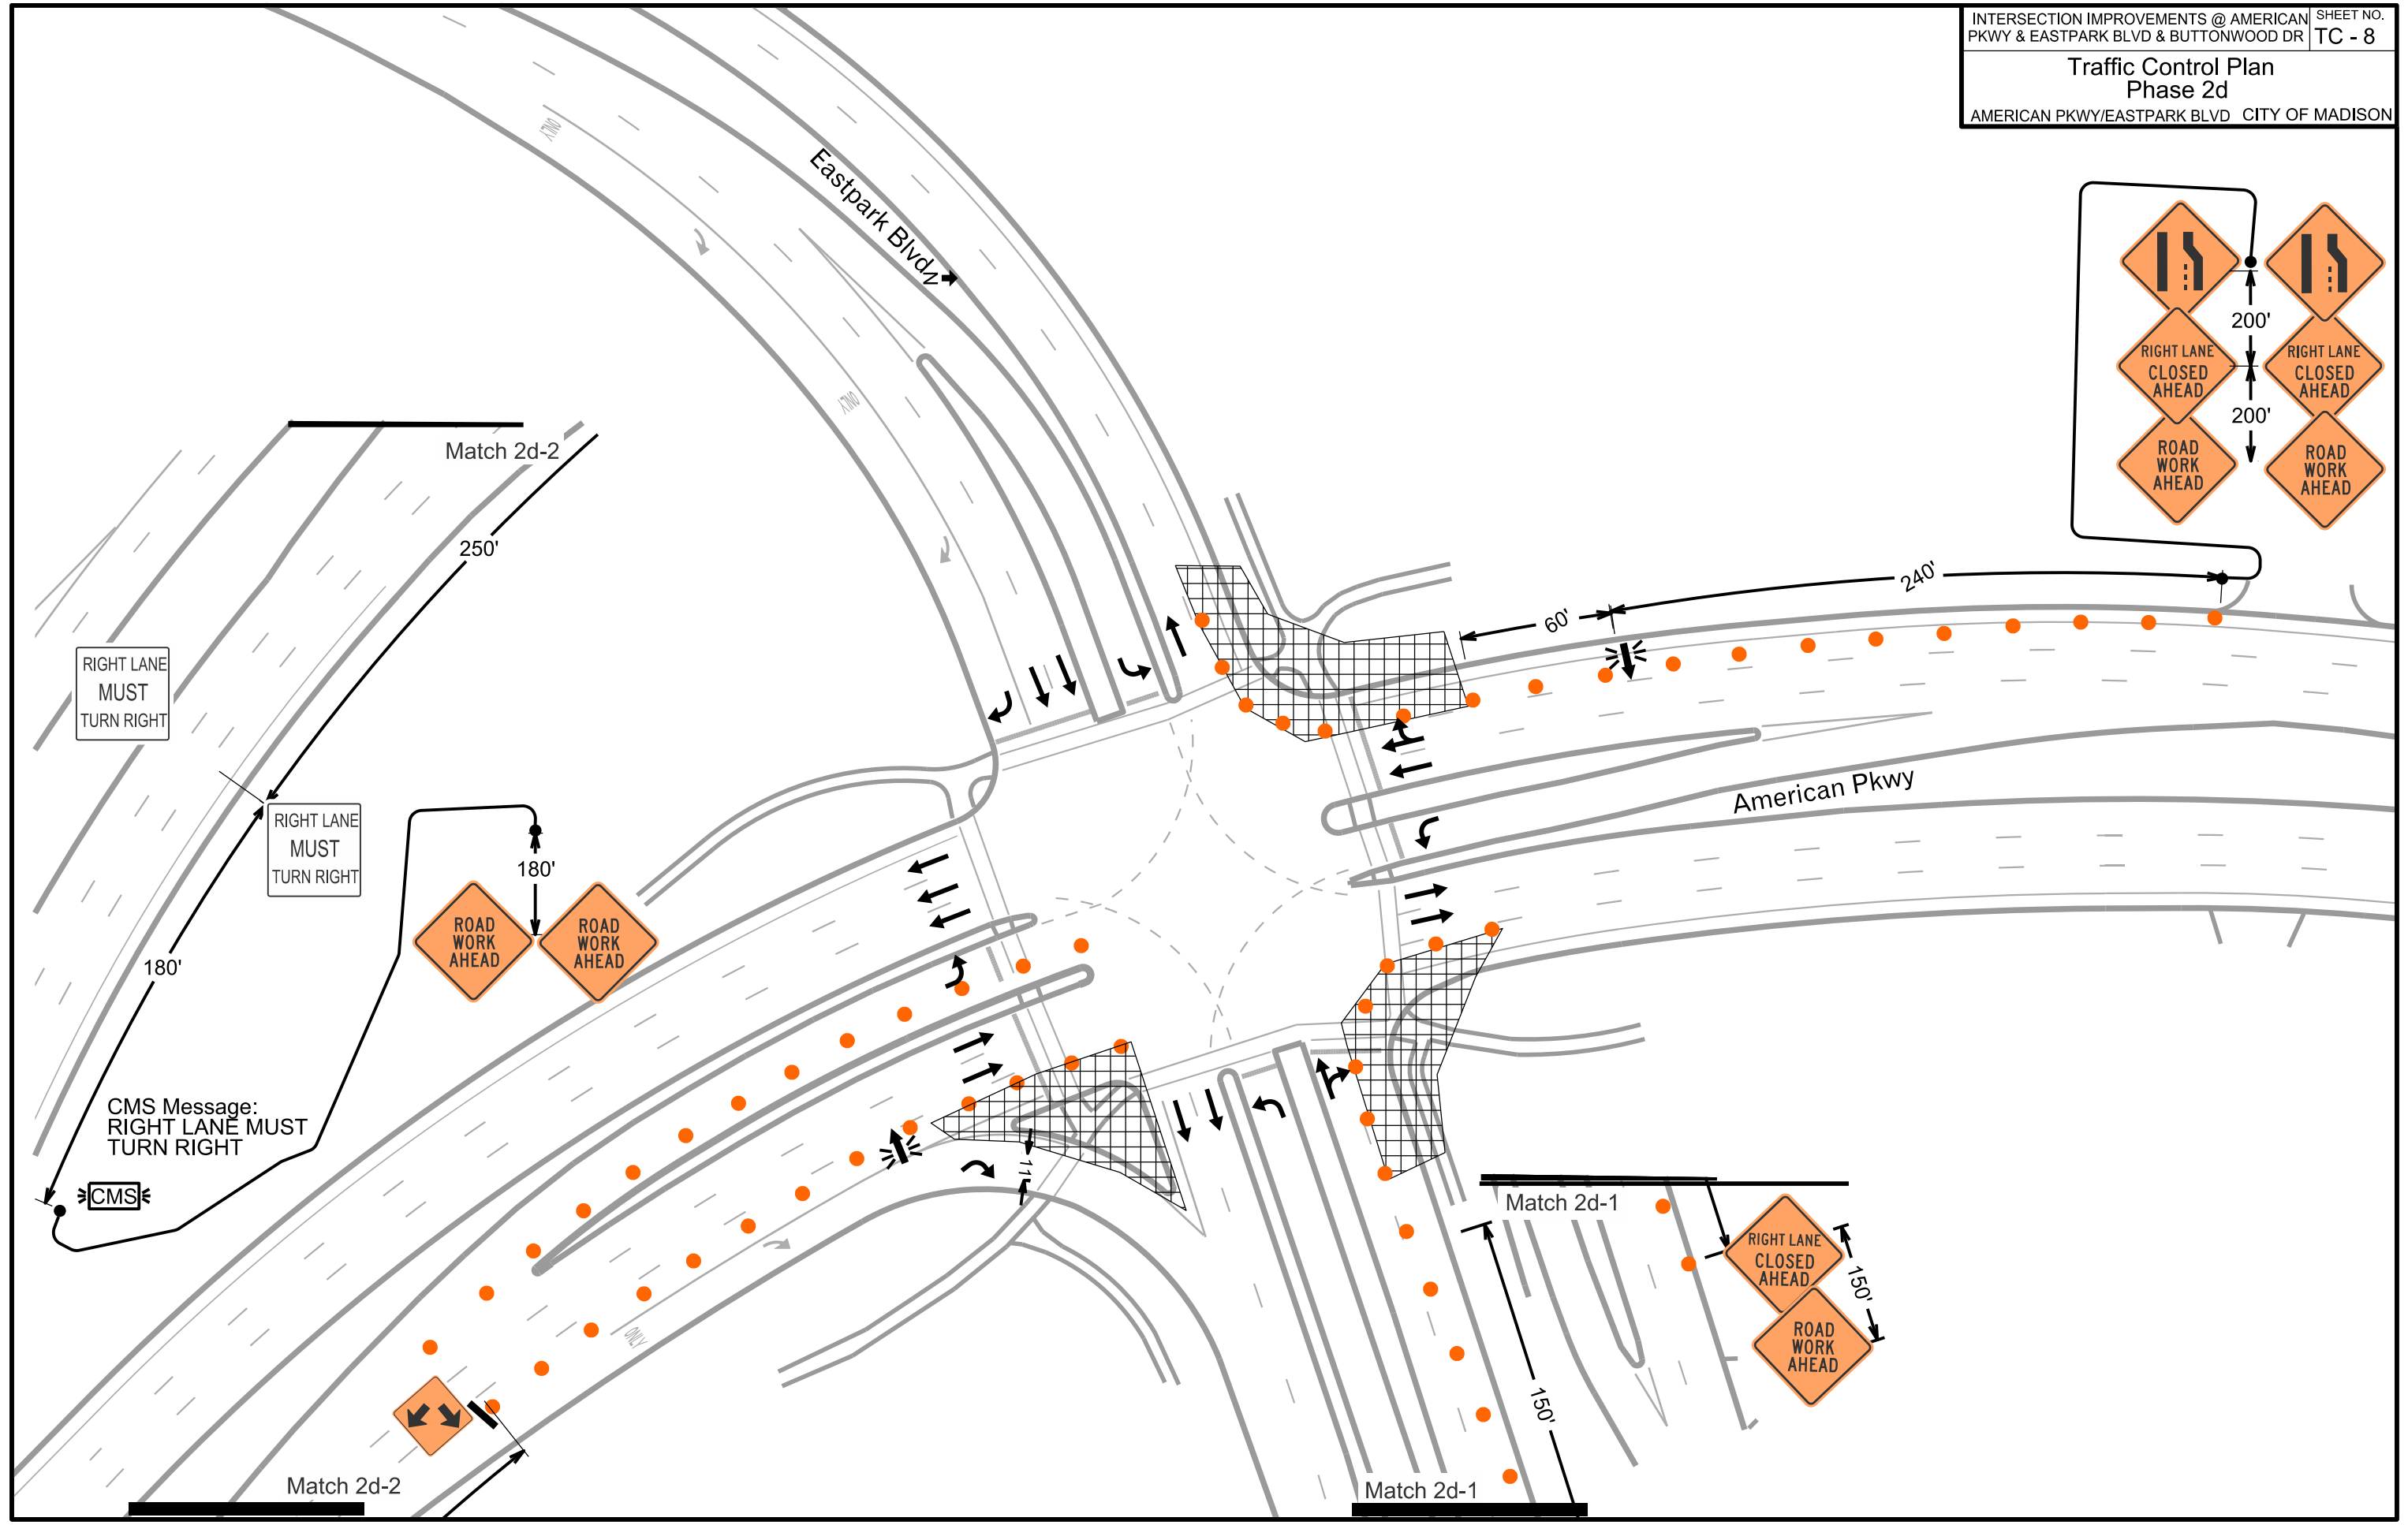 INTERSECTION IMPROVEMENTS @ AMERICAN
PKWY & EASTPARK BLVD & BUTTONWOOD DR
SHEET NO.
TC - 8
Traffic Control Plan
Phase 2d
AMERICAN PKWY/EASTPARK BLVD CITY OF MADISON
ONLY
Eastpark Blvd
N
ONLY
200'
RIGHT LANE
CLOSED
AHEAD
RIGHT LANE
CLOSED
AHEAD
200'
ROAD
WORK
AHEAD
ROAD
WORK
AHEAD
Match 2d-2
250'
240'
60'
RIGHT LANE
MUST
TURN RIGHT
American Pkwy
RIGHT LANE
MUST
TURN RIGHT
180'
ROAD
WORK
AHEAD
ROAD
WORK
AHEAD
180'
CMS Message:
RIGHT LANE MUST
TURN RIGHT
CMS
11'
Match 2d-1
RIGHT LANE
CLOSED
AHEAD
150'
ROAD
WORK
AHEAD
ONLY
150'
Match 2d-2
Match 2d-1